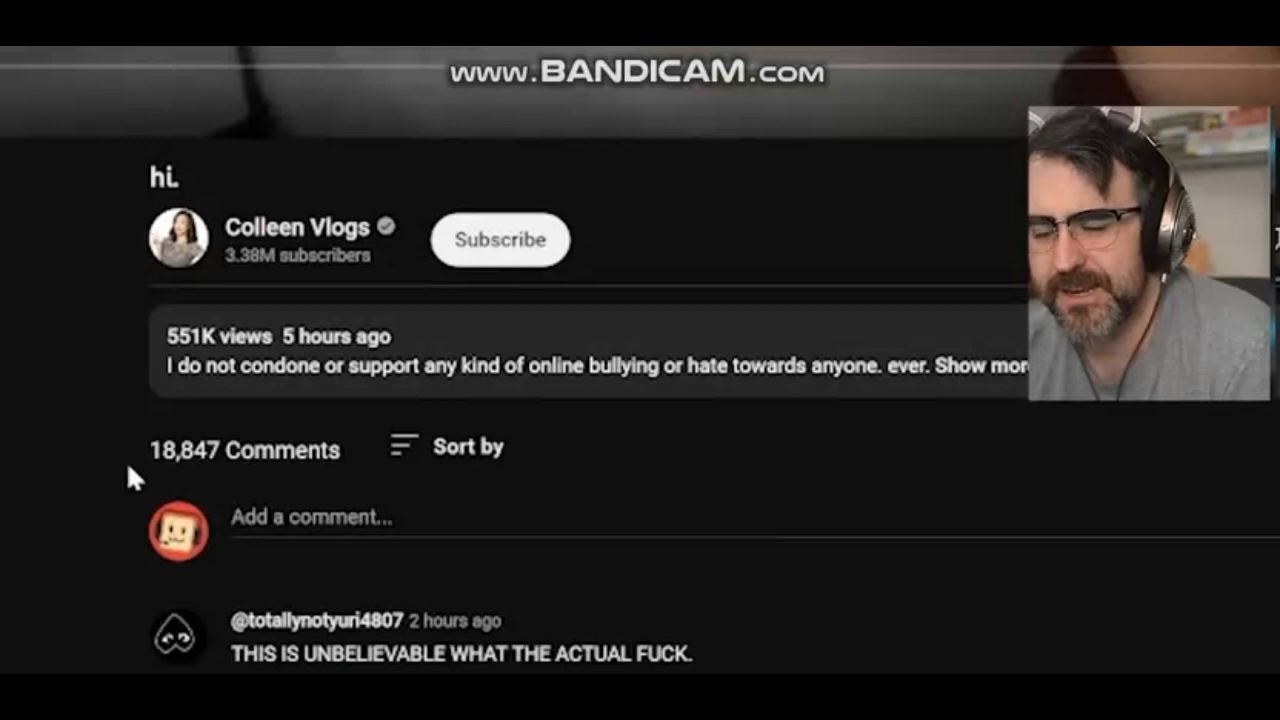 www.BANDICAM.com
hi.
Colleen Vlogs
3.38M subscribers
Subscribe
551K views 5 hours ago
I do not condone or support any kind of online bullying or hate towards anyone. ever. Show mor
18,847 Comments
Sort by
Add a comment...
@totallynotyuri4807 2 hours ago
THIS IS UNBELIEVABLE WHAT THE ACTUAL FUCK.